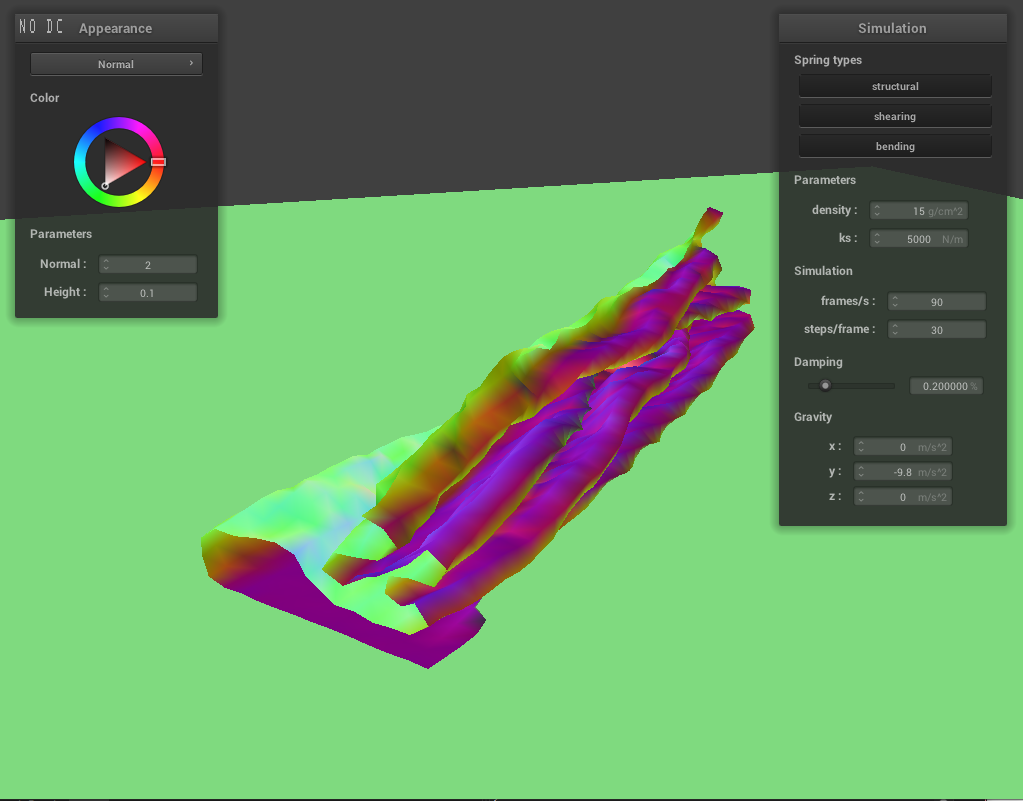 NO DC
Appearance
Normal
Color
Parameters
Normal : 2
Height : 0.1
Simulation
Spring types
structural
shearing
bending
Parameters
density : 15 g/cm^2
ks : 5000 N/m
Simulation
frames/s : 90
steps/frame : 30
Damping
0.200000 %
Gravity
x : 0 m/s^2
y : -9.8 m/s^2
z : 0 m/s^2